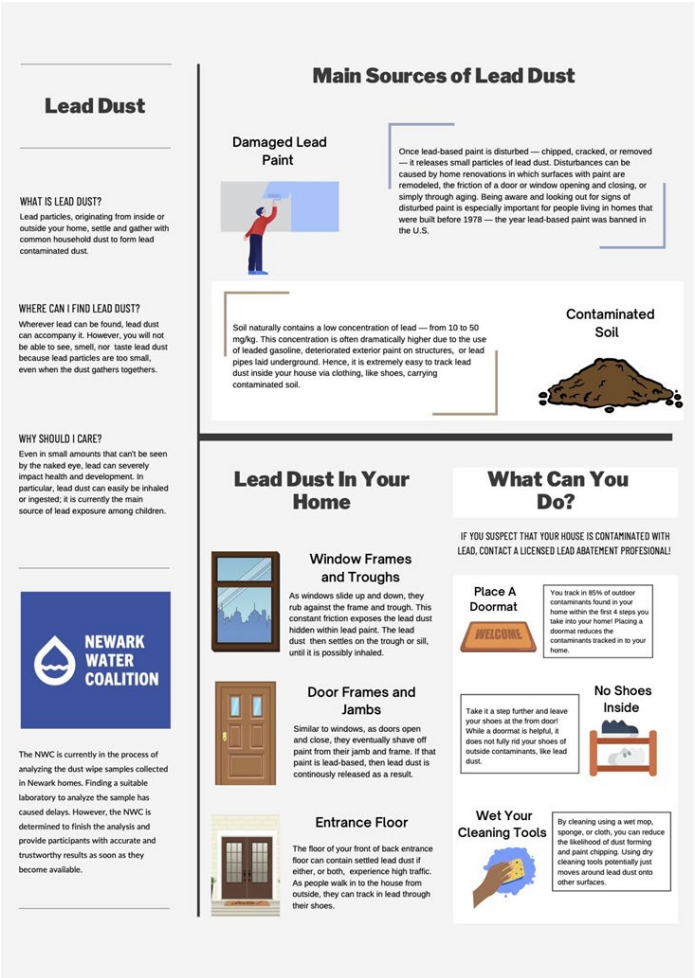 Lead Dust
WHAT IS LEAD DUST?
Lead particles, originating from inside or
outside your home, settle and gather with
common household dust to form lead
contaminated dust.
WHERE CAN I FIND LEAD DUST?
Wherever lead can be found, lead dust
can accompany it. However, you will not
be able to see, smell, nor taste lead dust
because lead particles are too small,
even when the dust gathers togethers.
WHY SHOULD I CARE?
Even in small amounts that can't be seen
by the naked eye, lead can severely
impact health and development. In
particular, lead dust can easily be inhaled
or ingested; it is currently the main
source of lead exposure among children.
NEWARK
WATER
COALITION
The NWC is currently in the process of
analyzing the dust wipe samples collected
in Newark homes. Finding a suitable
laboratory to analyze the sample has
caused delays. However, the NWC is
determined to finish the analysis and
provide participants with accurate and
trustworthy results as soon as they
become available.
Main Sources of Lead Dust
Damaged Lead
Paint
Once lead-based paint is disturbed — chipped, cracked, or removed
— it releases small particles of lead dust. Disturbances can be
caused by home renovations in which surfaces with paint are
remodeled, the friction of a door or window opening and closing, or
simply through aging. Being aware and looking out for signs of
disturbed paint is especially important for people living in homes that
were built before 1978 — the year lead-based paint was banned in
the U.S.
Soil naturally contains a low concentration of lead — from 10 to 50
mg/kg. This concentration is often dramatically higher due to the use
of leaded gasoline, deteriorated exterior paint on structures, or lead
pipes laid underground. Hence, it is extremely easy to track lead
dust inside your house via clothing, like shoes, carrying
contaminated soil.
Contaminated
Soil
Lead Dust In Your
Home
Window Frames
and Troughs
As windows slide up and down, they
rub against the frame and trough. This
constant friction exposes the lead dust
hidden within lead paint. The lead
dust then settles on the trough or sill,
until it is possibly inhaled.
Door Frames and
Jambs
Similar to windows, as doors open
and close, they eventually shave off
paint from their jamb and frame. If that
paint is lead-based, then lead dust is
continously released as a result.
Entrance Floor
The floor of your front of back entrance
floor can contain settled lead dust if
either, or both, experience high traffic.
As people walk in to the house from
outside, they can track in lead through
their shoes.
What Can You
Do?
IF YOU SUSPECT THAT YOUR HOUSE IS CONTAMINATED WITH
LEAD, CONTACT A LICENSED LEAD ABATEMENT PROFESIONAL!
Place A
Doormat
WELCOME
You track in 85% of outdoor
contaminants found in your
home within the first 4 steps you
take into your home! Placing a
doormat reduces the
contaminants tracked in to your
home.
Take it a step further and leave
your shoes at the from door!
While a doormat is helpful, it
does not fully rid your shoes of
outside contaminants, like lead
dust.
No Shoes
Inside
Wet Your
Cleaning Tools
By cleaning using a wet mop,
sponge, or cloth, you can reduce
the likelihood of dust forming
and paint chipping. Using dry
cleaning tools potentially just
moves around lead dust onto
other surfaces.